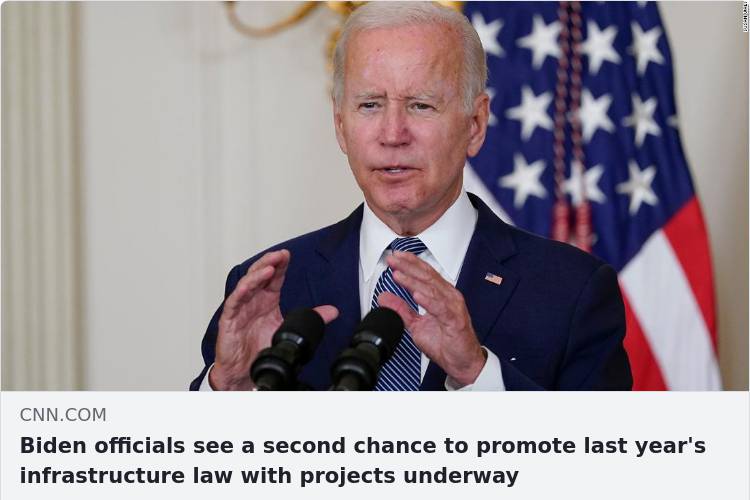 CNN.COM
Biden officials see a second chance to promote last year's
infrastructure law with projects underway